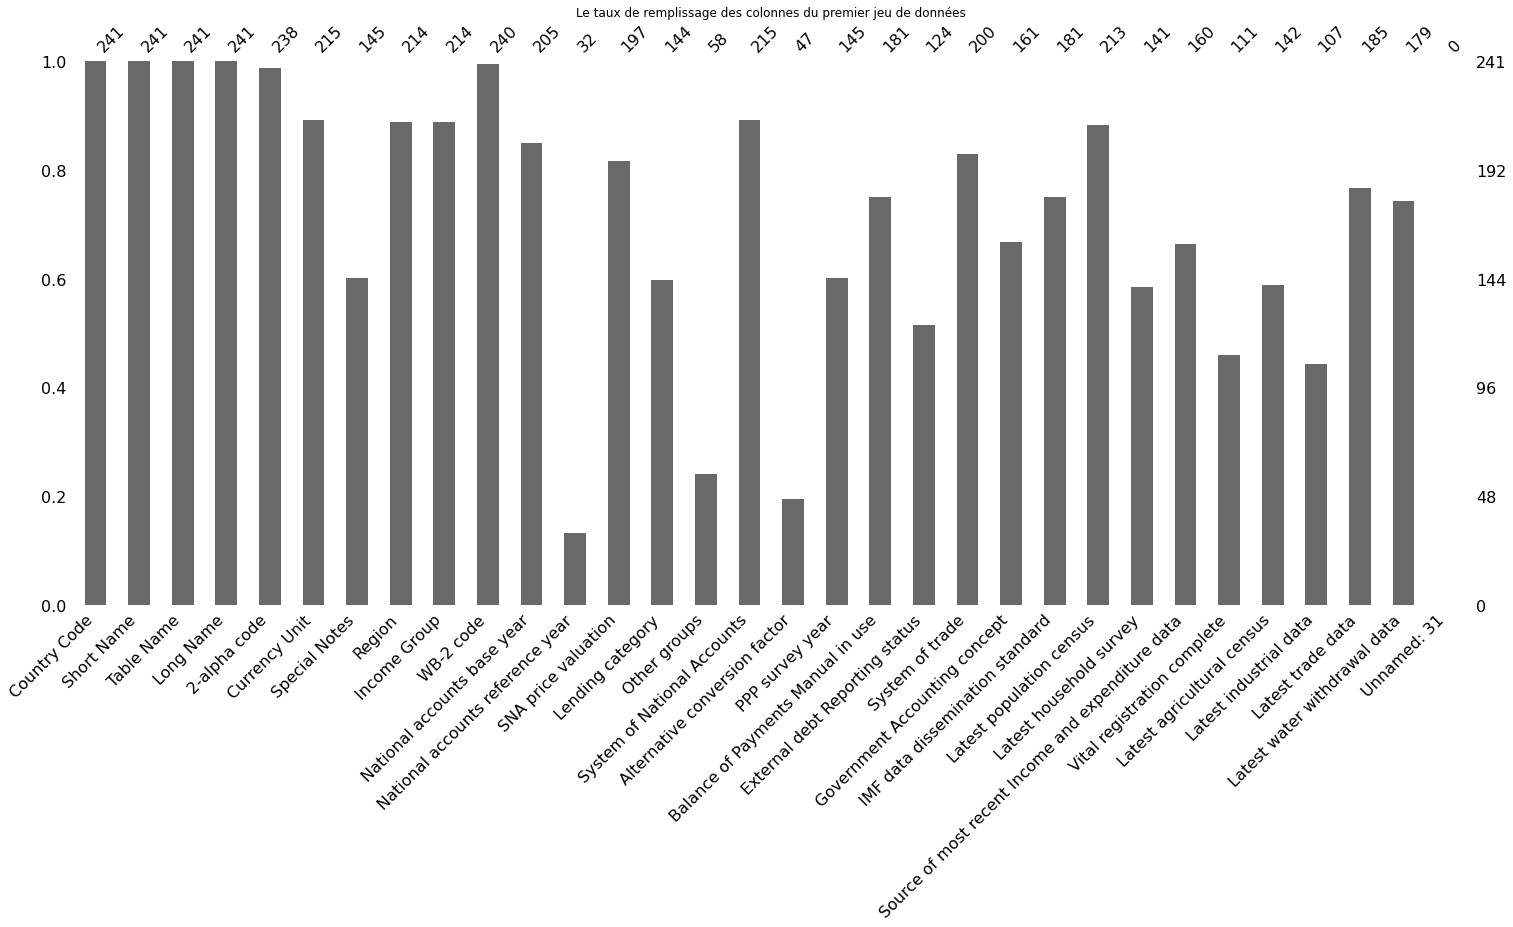 Le taux de remplissage des colonnes du premier jeu de données
241 241 241 241 238 215 145 214 214 240 205 32 197 144 58 215 47 145 181 124 200 161 181 213 141 160 111 142 107 185 179 0
1.0 241
0.8 192
0.6 144
0.4 96
0.2 48
0.0 0
Country Code
Short Name
Table Name
Long Name
2-alpha code
Currency Unit
Special Notes
Region
Income Group
WB-2 code
National accounts base year
National accounts reference year
SNA price valuation
Lending category
Other groups
System of National Accounts
Alternative conversion factor
PPP survey year
Balance of Payments Manual in use
External debt Reporting status
System of trade
Government Accounting concept
IMF data dissemination standard
Latest population census
Latest household survey
Source of most recent Income and expenditure data
Vital registration complete
Latest agricultural census
Latest industrial data
Latest trade data
Latest water withdrawal data
Unnamed: 31